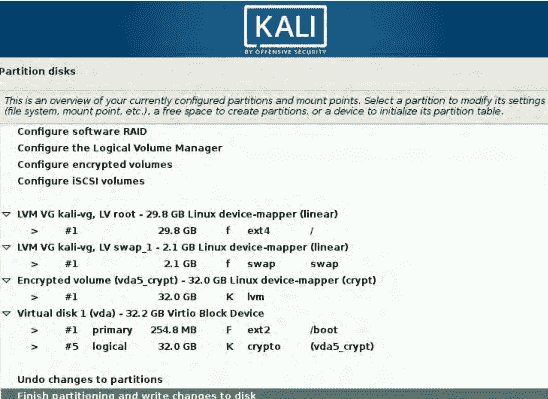 KALI
BY OFFENSIVE SECURITY
Partition disks
This is an overview of your currently configured partitions and mount points. Select a partition to modify its settings
(file system, mount point, etc.), a free space to create partitions, or a device to initialize its partition table.
Configure software RAID
Configure the Logical Volume Manager
Configure encrypted volumes
Configure iSCSI volumes
▽ LVM VG kali-vg, LV root - 29.8 GB Linux device-mapper (linear)
> #1 29.8 GB f ext4 /
▽ LVM VG kali-vg, LV swap_1 - 2.1 GB Linux device-mapper (linear)
> #1 2.1 GB f swap swap
▽ Encrypted volume (vda5_crypt) - 32.0 GB Linux device-mapper (crypt)
> #1 32.0 GB K lvm
▽ Virtual disk 1 (vda) - 32.2 GB Virtio Block Device
> #1 primary 254.8 MB F ext2 /boot
> #5 logical 32.0 GB K crypto (vda5_crypt)
Undo changes to partitions
Finish partitioning and write changes to disk